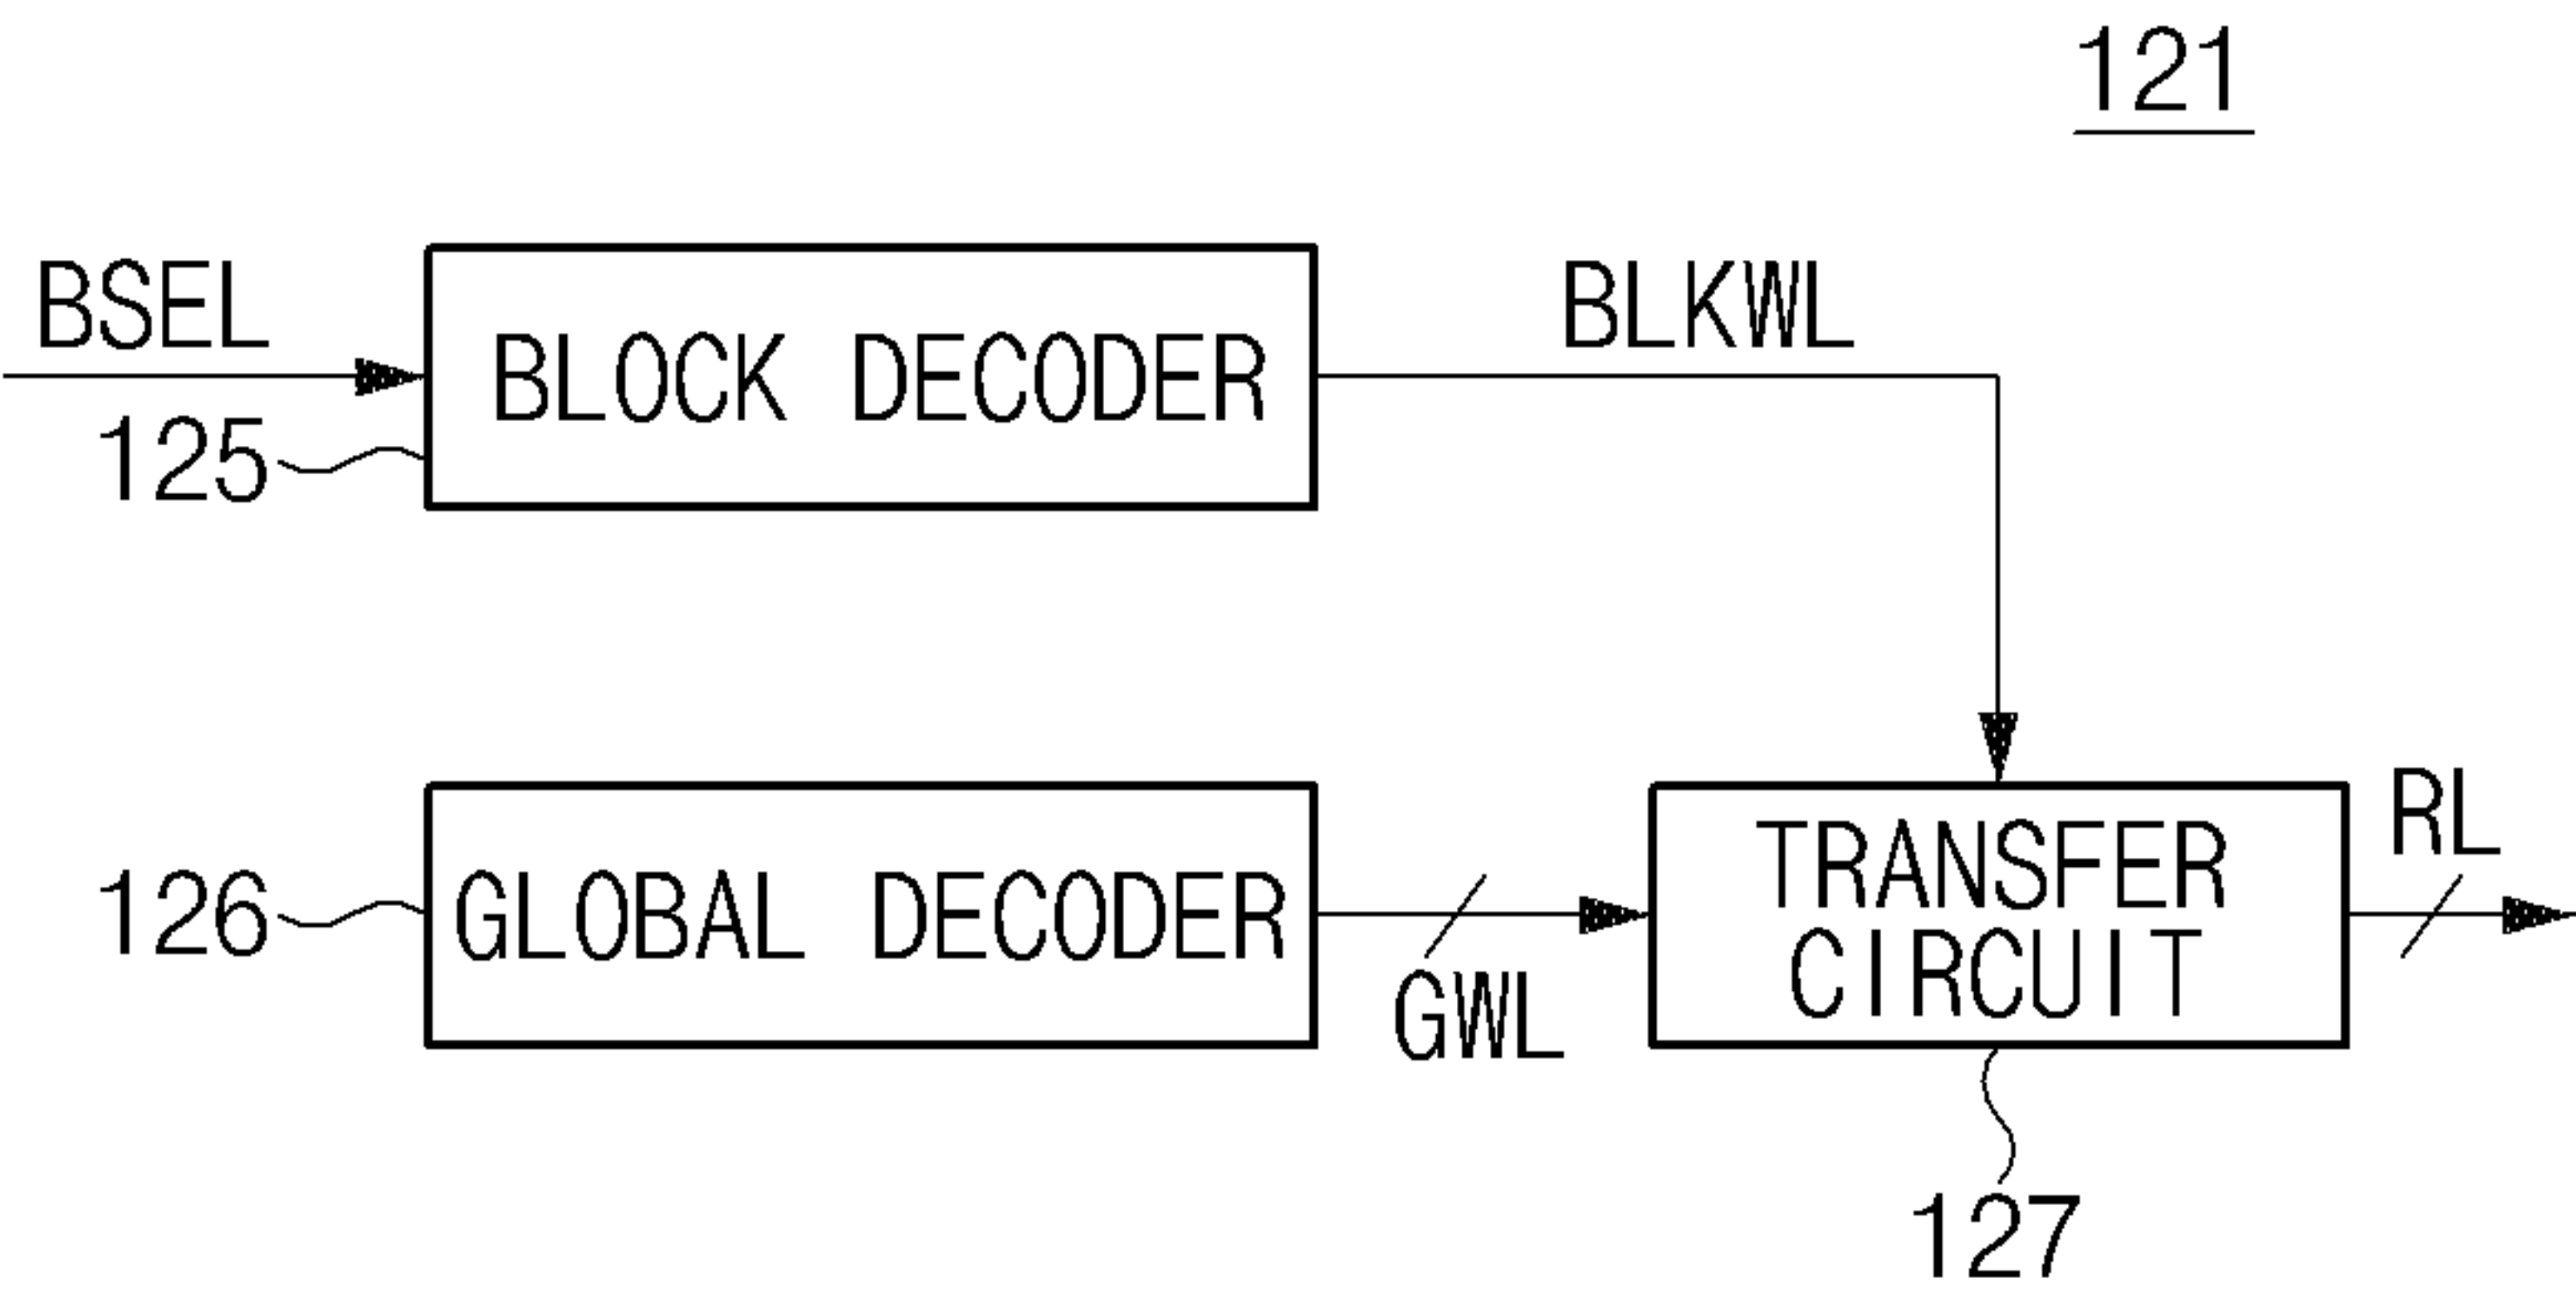 121
BSEL
BLOCK DECODER
BLKWL
125
GLOBAL DECODER
126
GWL
TRANSFER
CIRCUIT
RL
127